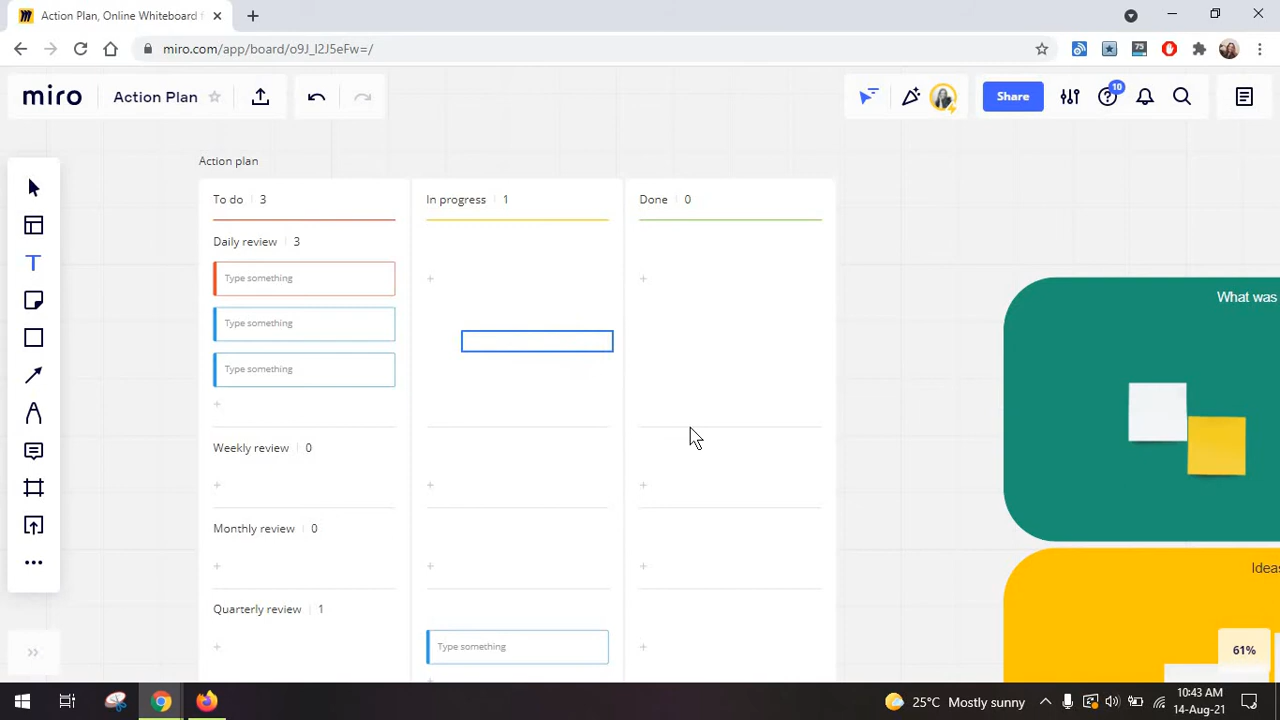 Action Plan, Online Whiteboard f
miro.com/app/board/o9J_l2J5eFw=/
75
miro
Action Plan
Share
10
Action plan
To do 3
In progress 1
Done 0
Daily review 3
Type something
+
+
What was
Type something
Type something
+
Weekly review 0
+
+
+
Monthly review 0
+
+
+
Ideas
Quarterly review 1
+
Type something
+
61%
25°C Mostly sunny
10:43 AM
14-Aug-21